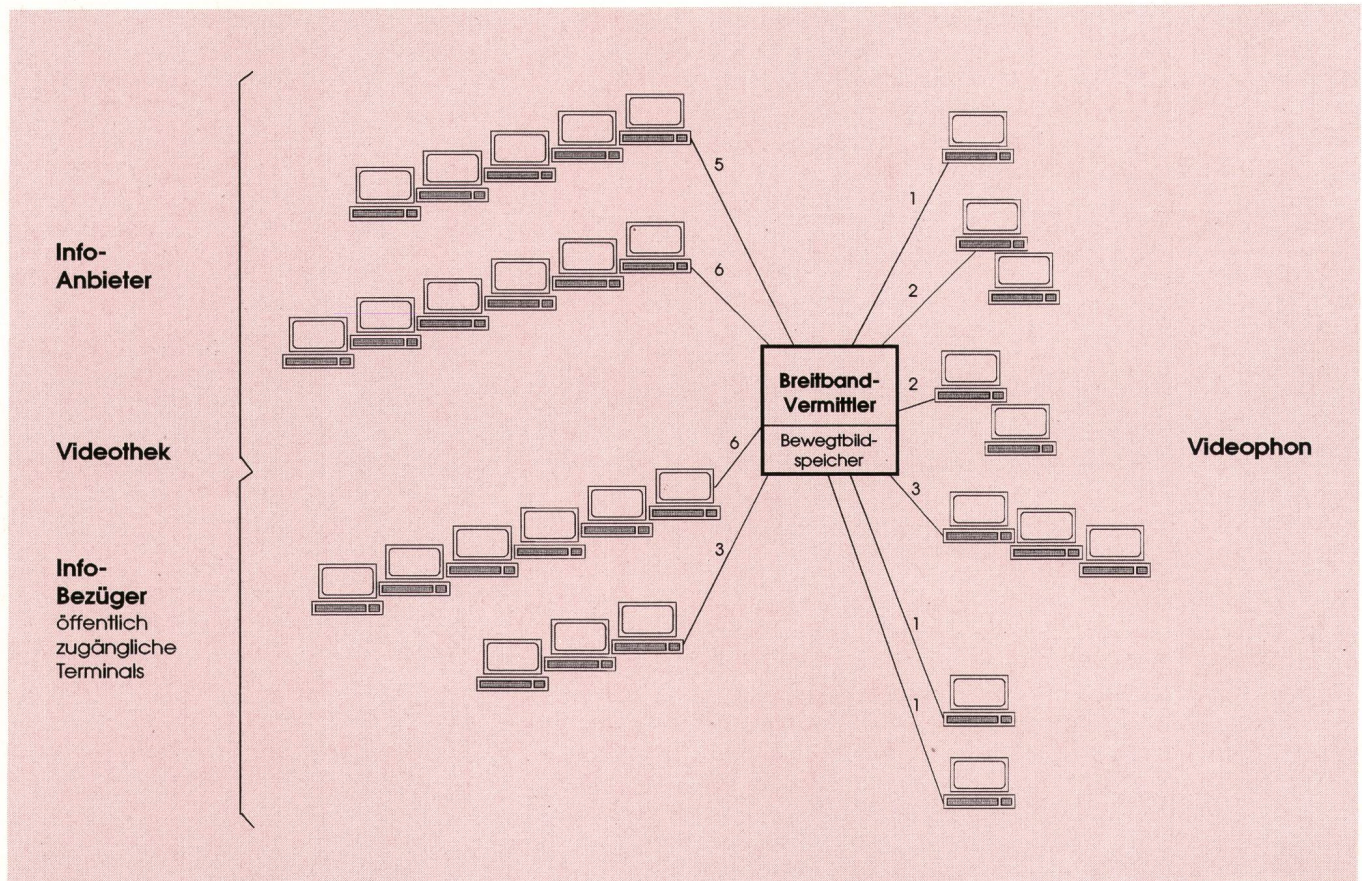 Info-
Anbieter
Videothek
Info-
Bezüger
öffentlich
zugängliche
Terminals
5
6
6
3
Breitband-
Vermittler
Bewegtbild-
speicher
1
2
2
3
1
1
Videophon